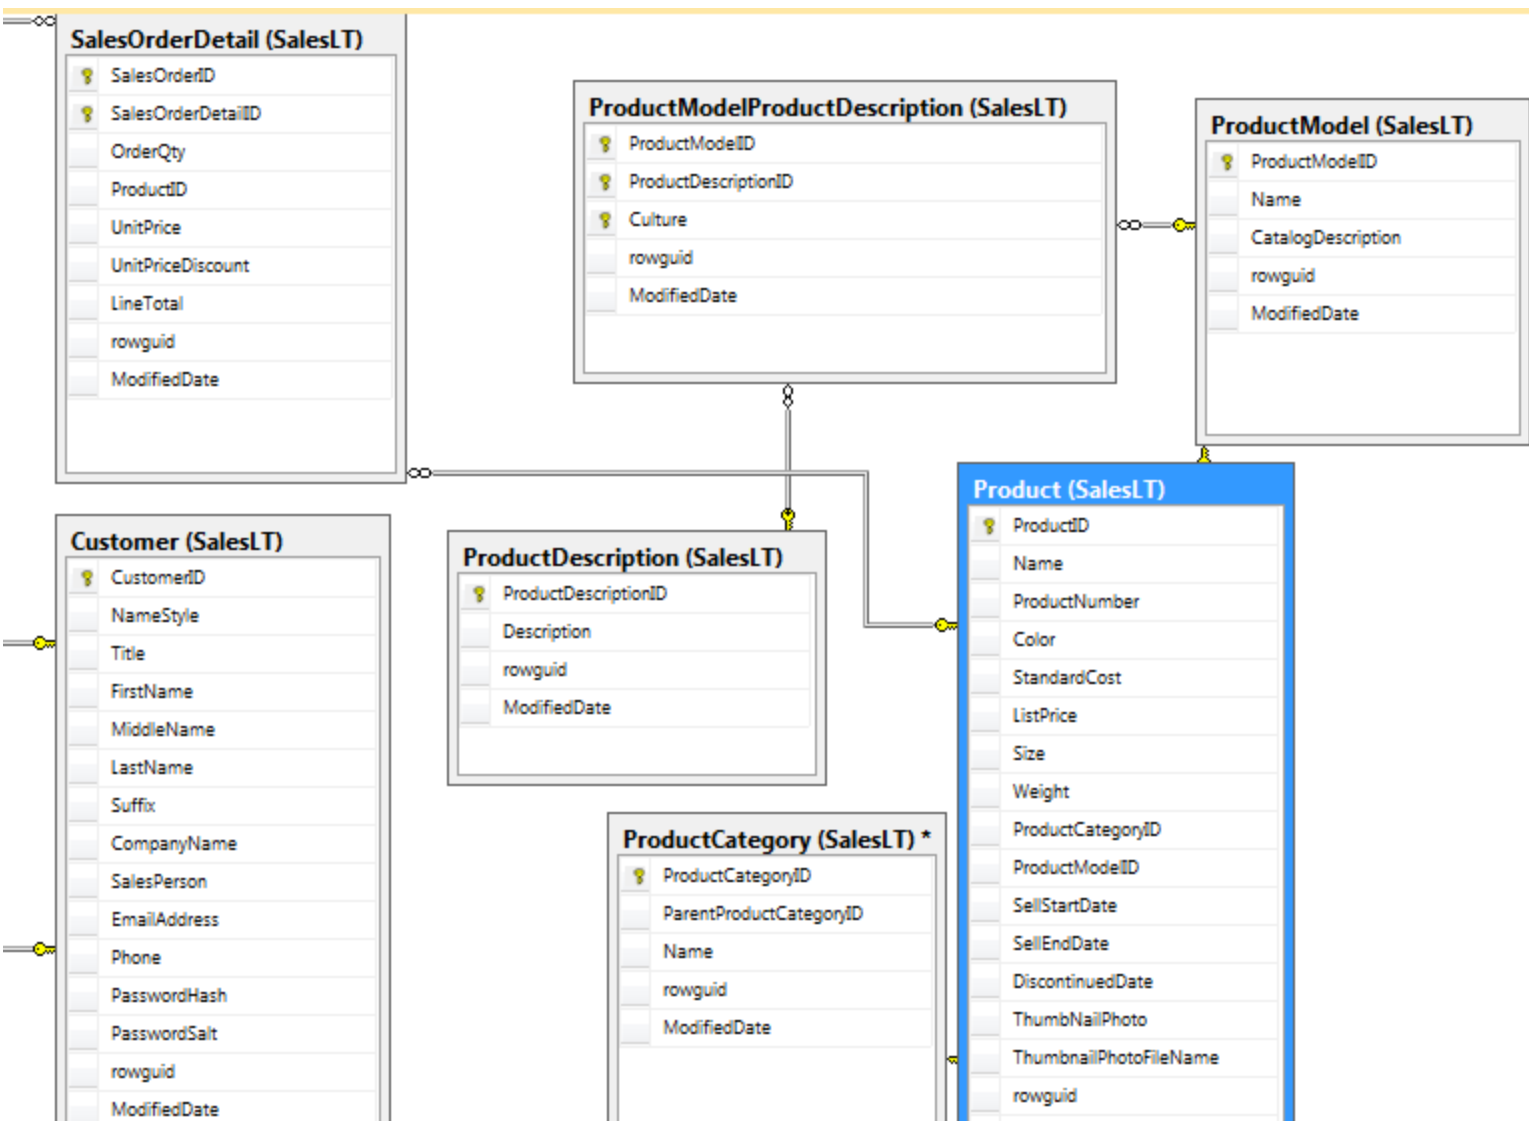 SalesOrderDetail (SalesLT)
SalesOrderID
SalesOrderDetailID
OrderQty
ProductID
UnitPrice
UnitPriceDiscount
LineTotal
rowguid
ModifiedDate
ProductModelProductDescription (SalesLT)
ProductModelID
ProductDescriptionID
Culture
rowguid
ModifiedDate
ProductModel (SalesLT)
ProductModelID
Name
CatalogDescription
rowguid
ModifiedDate
Customer (SalesLT)
CustomerID
NameStyle
Title
FirstName
MiddleName
LastName
Suffix
CompanyName
SalesPerson
EmailAddress
Phone
PasswordHash
PasswordSalt
rowguid
ModifiedDate
ProductDescription (SalesLT)
ProductDescriptionID
Description
rowguid
ModifiedDate
ProductCategory (SalesLT) *
ProductCategoryID
ParentProductCategoryID
Name
rowguid
ModifiedDate
Product (SalesLT)
ProductID
Name
ProductNumber
Color
StandardCost
ListPrice
Size
Weight
ProductCategoryID
ProductModelID
SellStartDate
SellEndDate
DiscontinuedDate
ThumbNailPhoto
ThumbnailPhotoFileName
rowguid